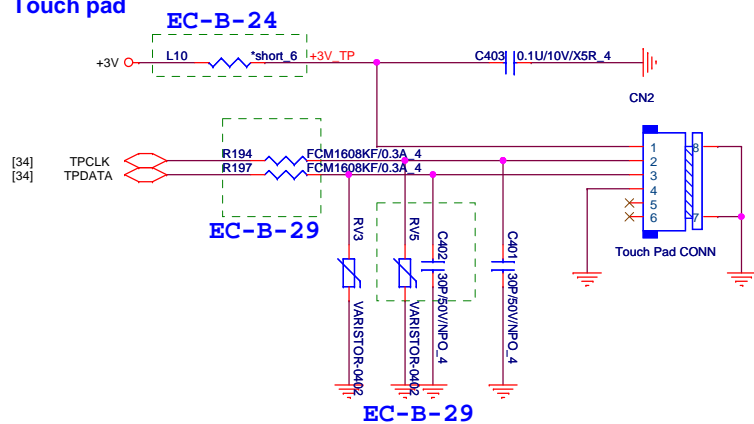 Touch pad
EC-B-24
+3V
L10
*short_6
+3V_TP
C403
0.1U/10V/X5R_4
CN2
[34] TPCLK
R194
FCM1608KF/0.3A_4
[34] TPDATA
R197
FCM1608KF/0.3A_4
1
2
3
4
5
6
8
7
Touch Pad CONN
EC-B-29
RV3
VARISTOR-0402
RV5
VARISTOR-0402
C402
30P/50V/NPO_4
C401
30P/50V/NPO_4
EC-B-29